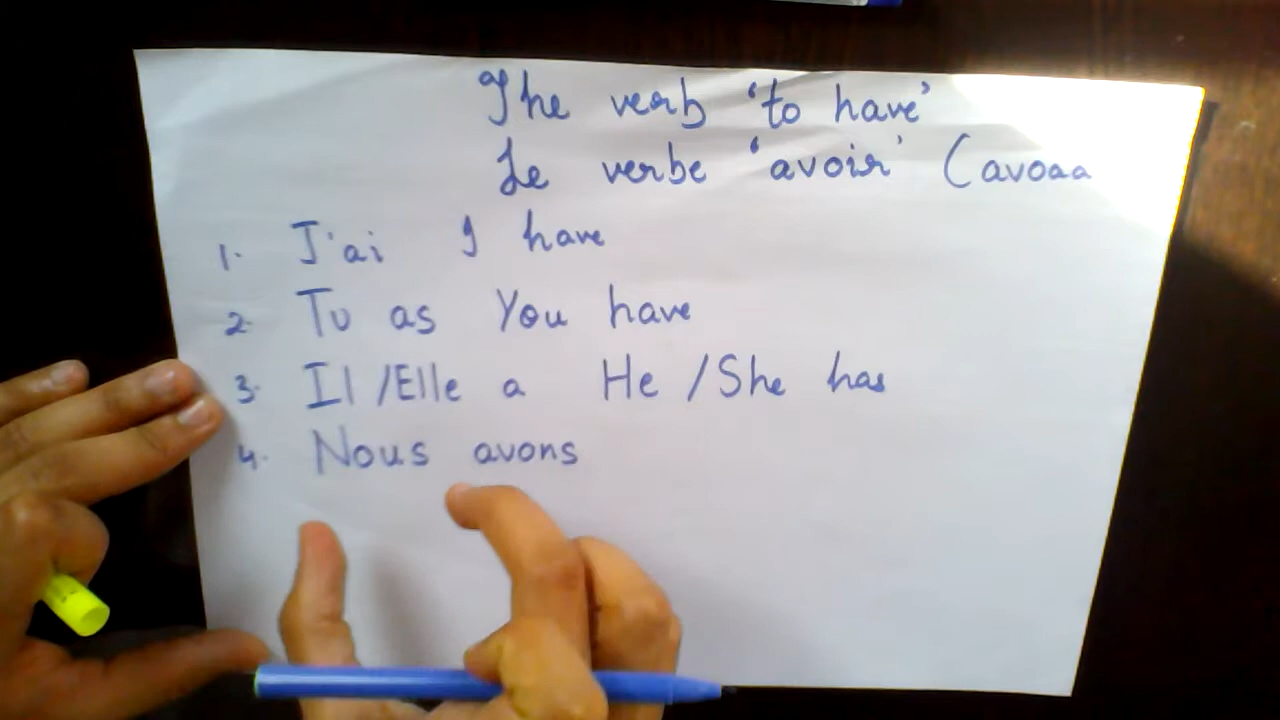 The verb 'to have'
Le verbe 'avoir' (avoaa
1. J'ai I have
2. Tu as You have
3. Il /Elle a He /She has
4. Nous avons